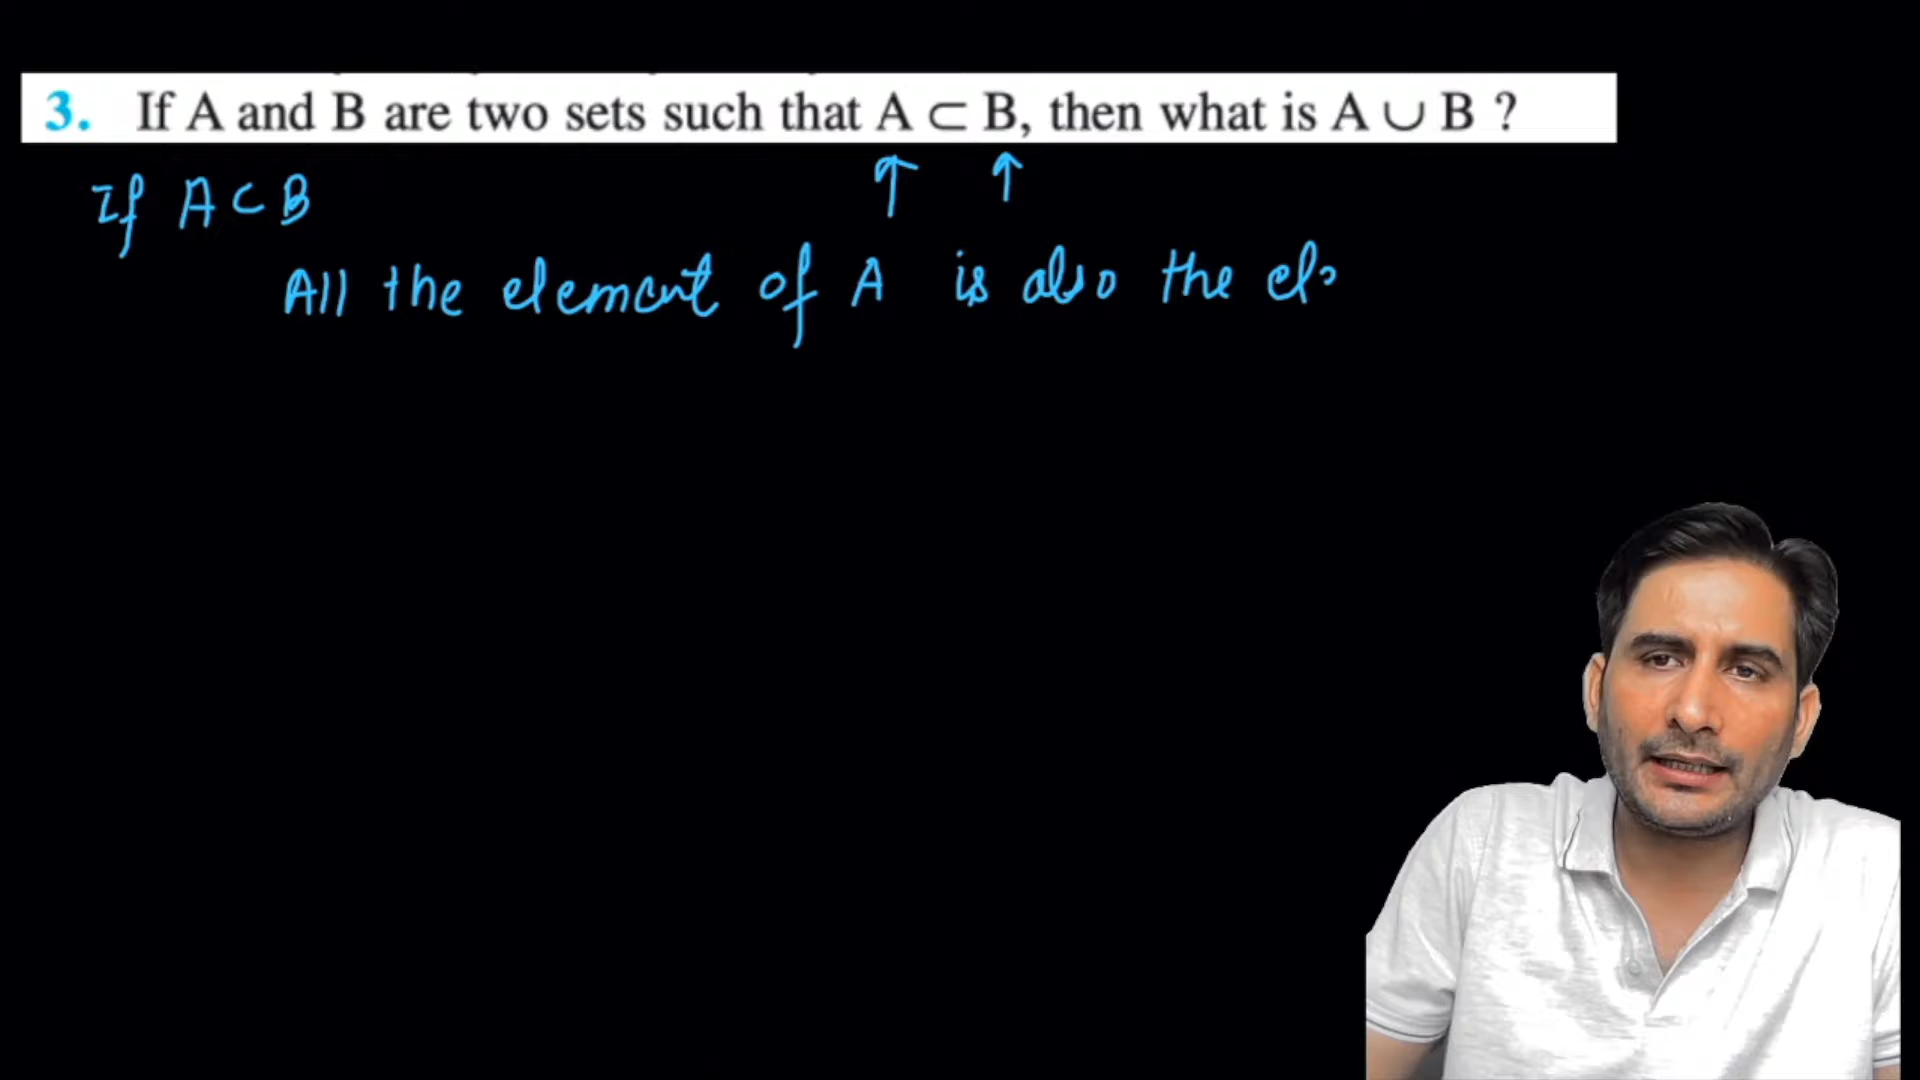 3. If A and B are two sets such that A ⊂ B, then what is A ∪ B ?
If A ⊂ B
All the element of A is also the el